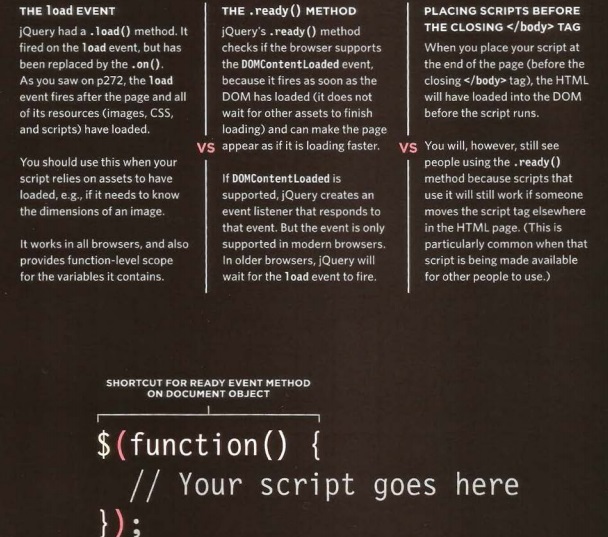 THE load EVENT
jQuery had a .load() method. It
fired on the load event, but has
been replaced by the .on().
As you saw on p272, the load
event fires after the page and all
of its resources (images, CSS,
and scripts) have loaded.
You should use this when your
script relies on assets to have
loaded, e.g., if it needs to know
the dimensions of an image.
It works in all browsers, and also
provides function-level scope
for the variables it contains.
VS
THE .ready() METHOD
jQuery's .ready() method
checks if the browser supports
the DOMContentLoaded event,
because it fires as soon as the
DOM has loaded (it does not
wait for other assets to finish
loading) and can make the page
appear as if it is loading faster.
If DOMContentLoaded is
supported, jQuery creates an
event listener that responds to
that event. But the event is only
supported in modern browsers.
In older browsers, jQuery will
wait for the load event to fire.
VS
PLACING SCRIPTS BEFORE
THE CLOSING </body> TAG
When you place your script at
the end of the page (before the
closing </body> tag), the HTML
will have loaded into the DOM
before the script runs.
You will, however, still see
people using the .ready()
method because scripts that
use it will still work if someone
moves the script tag elsewhere
in the HTML page. (This is
particularly common when that
script is being made available
for other people to use.)
SHORTCUT FOR READY EVENT METHOD
ON DOCUMENT OBJECT
$(function() {
// Your script goes here
});